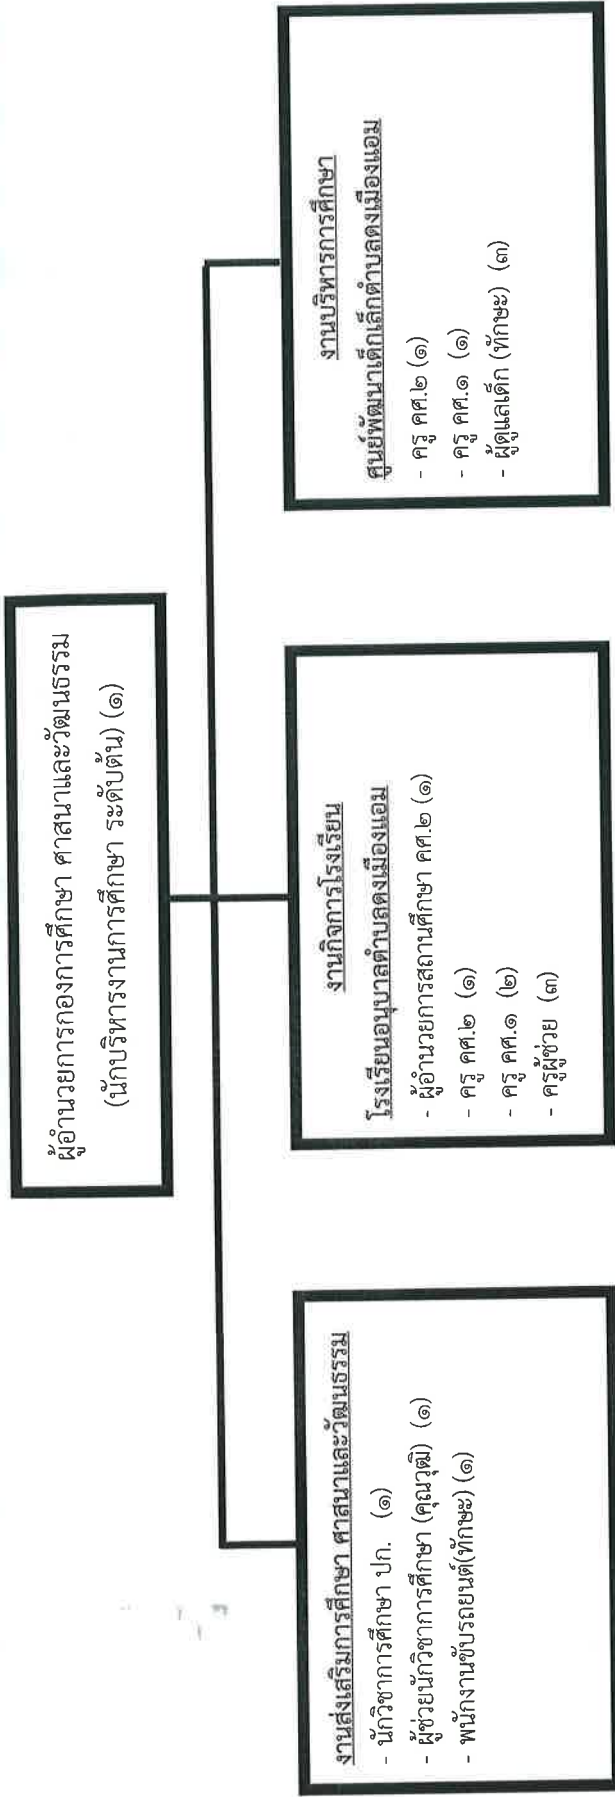 ผู้อำนวยการกองการศึกษา ศาสนาและวัฒนธรรม
(นักบริหารงานการศึกษา ระดับต้น) (๑)
งานส่งเสริมการศึกษา ศาสนาและวัฒนธรรม
- นักวิชาการศึกษา ปก. (๑)
- ผู้ช่วยนักวิชาการศึกษา (คุณวุฒิ) (๑)
- พนักงานขับรถยนต์(ทักษะ) (๑)
งานกิจการโรงเรียน
โรงเรียนอนุบาลตำบลดงเมืองแอม
- ผู้อำนวยการสถานศึกษา คศ.๒ (๑)
- ครู คศ.๒ (๑)
- ครู คศ.๑ (๒)
- ครูผู้ช่วย (๓)
งานบริหารการศึกษา
ศูนย์พัฒนาเด็กเล็กตำบลดงเมืองแอม
- ครู คศ.๒ (๑)
- ครู คศ.๑ (๑)
- ผู้ดูแลเด็ก (ทักษะ) (๓)